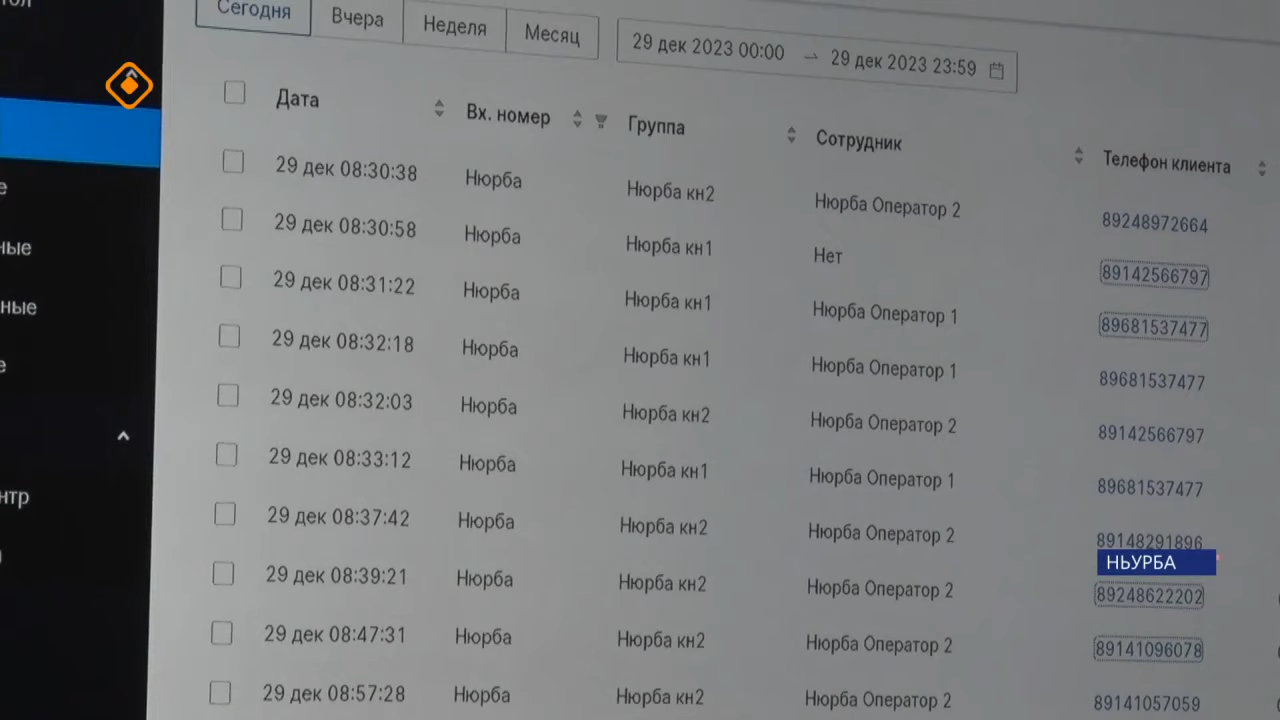 Сегодня Вчера Неделя Месяц 29 дек 2023 00:00 → 29 дек 2023 23:59
Дата Вх. номер Группа Сотрудник Телефон клиента
29 дек 08:30:38 Нюрба Нюрба кн2 Нюрба Оператор 2 89248972664
29 дек 08:30:58 Нюрба Нюрба кн1 Нет 89142566797
29 дек 08:31:22 Нюрба Нюрба кн1 Нюрба Оператор 1 89681537477
29 дек 08:32:18 Нюрба Нюрба кн1 Нюрба Оператор 1 89681537477
29 дек 08:32:03 Нюрба Нюрба кн2 Нюрба Оператор 2 89142566797
29 дек 08:33:12 Нюрба Нюрба кн1 Нюрба Оператор 1 89681537477
29 дек 08:37:42 Нюрба Нюрба кн2 Нюрба Оператор 2 89148291896
НЬУРБА
29 дек 08:39:21 Нюрба Нюрба кн2 Нюрба Оператор 2 89248622202
29 дек 08:47:31 Нюрба Нюрба кн2 Нюрба Оператор 2 89141096078
29 дек 08:57:28 Нюрба Нюрба кн2 Нюрба Оператор 2 89141057059